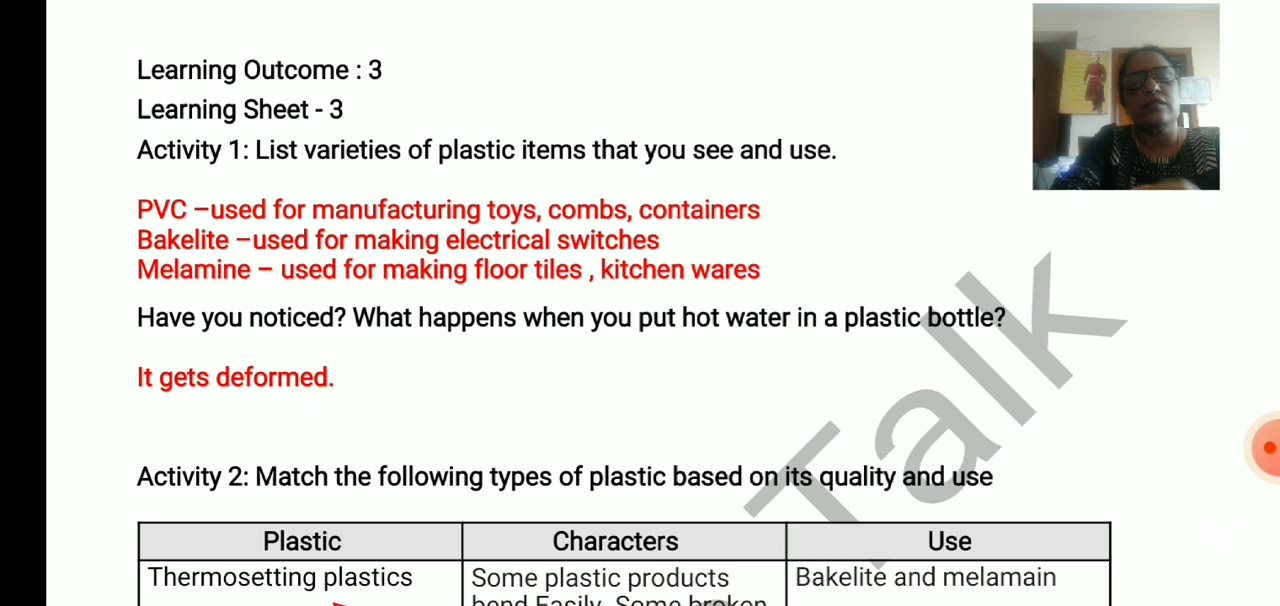 Learning Outcome : 3
Learning Sheet - 3
Activity 1: List varieties of plastic items that you see and use.
PVC –used for manufacturing toys, combs, containers
Bakelite –used for making electrical switches
Melamine – used for making floor tiles , kitchen wares
Have you noticed? What happens when you put hot water in a plastic bottle?
It gets deformed.
Talk
Activity 2: Match the following types of plastic based on its quality and use
Plastic Characters Use
Thermosetting plastics Some plastic products Bakelite and melamain
bend Easily. Some broken